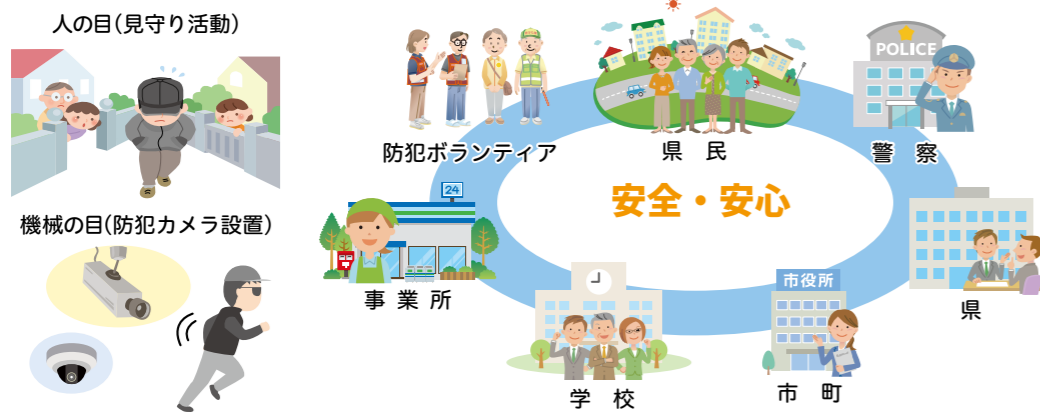 人の目(見守り活動)
機械の目(防犯カメラ設置)
防犯ボランティア
県 民
POLICE
警 察
安全・安心
24
事 業 所
学 校
市役所
市 町
県